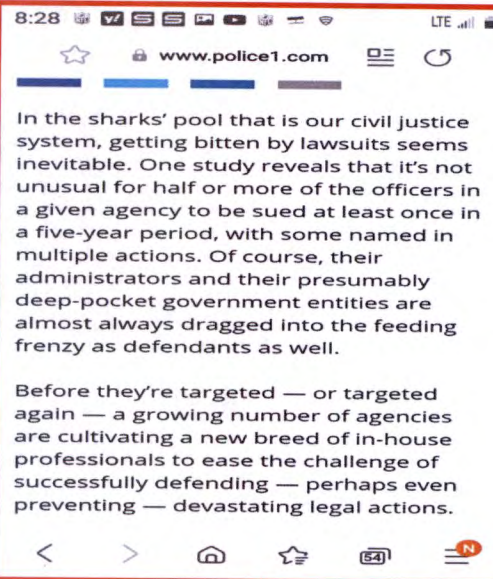 8:28 y! S S LTE
www.police1.com
In the sharks' pool that is our civil justice
system, getting bitten by lawsuits seems
inevitable. One study reveals that it's not
unusual for half or more of the officers in
a given agency to be sued at least once in
a five-year period, with some named in
multiple actions. Of course, their
administrators and their presumably
deep-pocket government entities are
almost always dragged into the feeding
frenzy as defendants as well.
Before they're targeted — or targeted
again — a growing number of agencies
are cultivating a new breed of in-house
professionals to ease the challenge of
successfully defending — perhaps even
preventing — devastating legal actions.
54 N